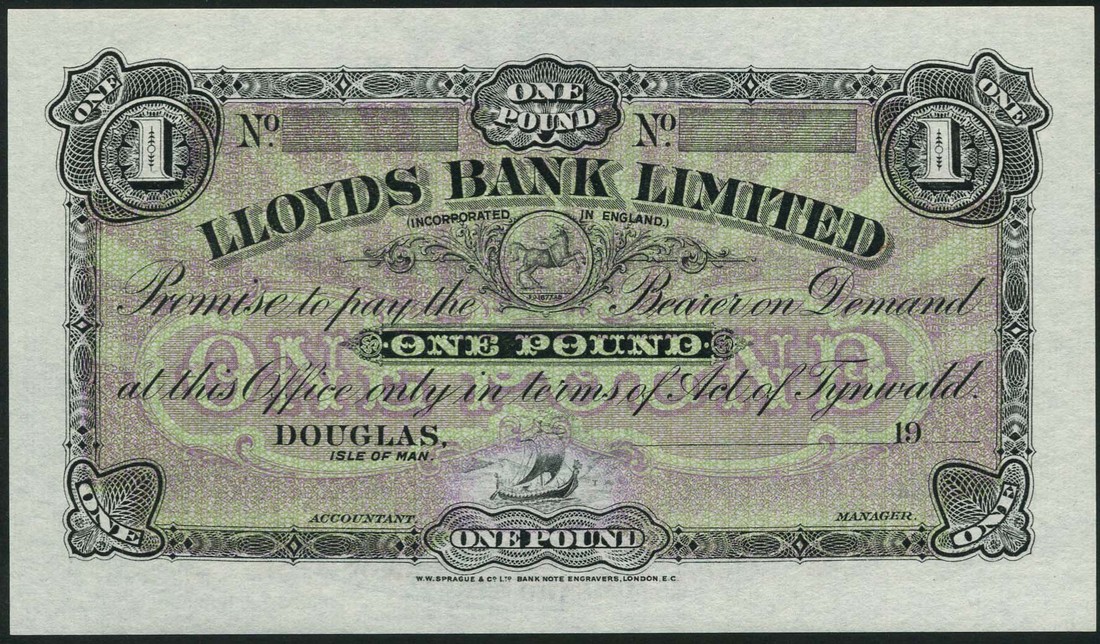 ONE
ONE POUND
ONE
1
No.
No.
1
LLOYDS BANK LIMITED
(INCORPORATED IN ENGLAND.)
Promise to pay the Bearer on Demand
ONE POUND
ONE POUND
at this Office only in terms of Act of Tynwald.
DOUGLAS,
19
ISLE OF MAN.
ONE
ACCOUNTANT.
MANAGER.
ONE
ONE POUND
W.W. SPRAGUE & Co. LTD BANK NOTE ENGRAVERS, LONDON, E.C.